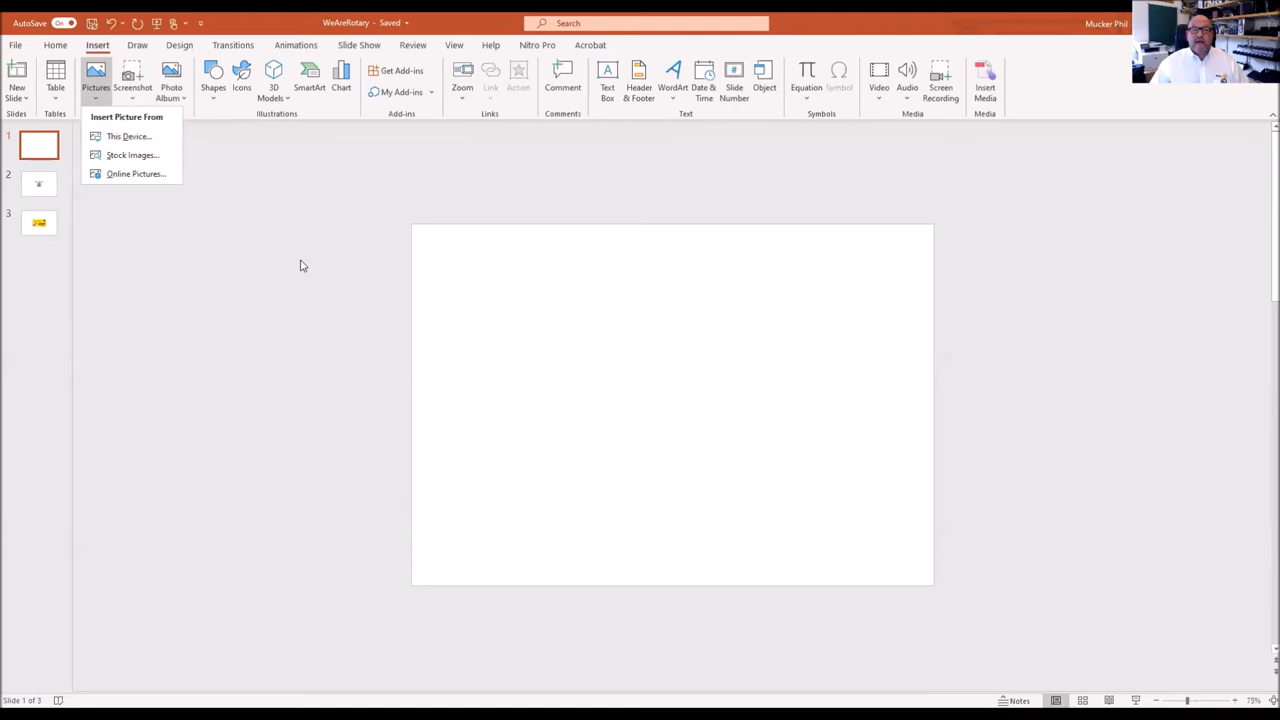 AutoSave On WeAreRotary - Saved Search Mucker Phil
File Home Insert Draw Design Transitions Animations Slide Show Review View Help Nitro Pro Acrobat
New Slide Table Pictures Screenshot Photo Album Shapes Icons 3D Models SmartArt Chart Get Add-ins My Add-ins Zoom Link Action Comment Text Box Header & Footer WordArt Date & Time Slide Number Object Equation Symbol Video Audio Screen Recording Insert Media
Slides Tables Illustrations Add-ins Links Comments Text Symbols Media Media
Insert Picture From
This Device...
Stock Images...
Online Pictures...
1
2
3
Slide 1 of 3 Notes 75%